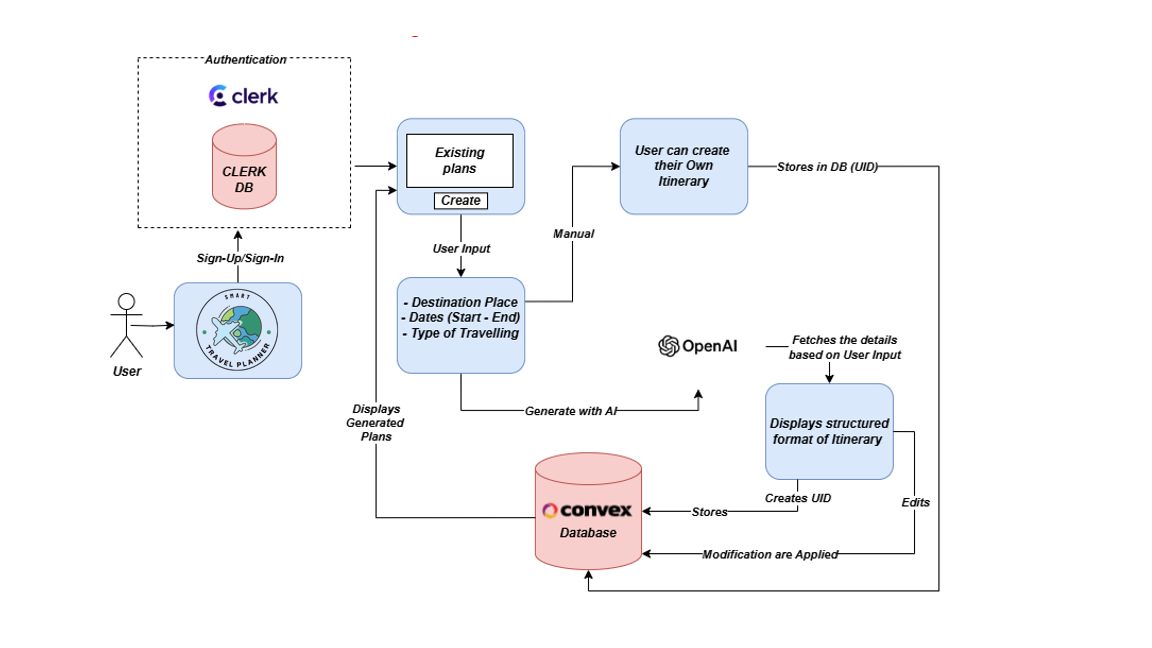 Authentication
clerk
CLERK
DB
Sign-Up/Sign-In
SMART
TRAVEL PLANNER
User
Existing
plans
Create
User Input
- Destination Place
- Dates (Start - End)
- Type of Travelling
Manual
User can create
their Own
Itinerary
Stores in DB (UID)
OpenAI
Fetches the details
based on User Input
Generate with AI
Displays structured
format of Itinerary
Displays
Generated
Plans
Creates UID
Edits
Stores
convex
Database
Modification are Applied